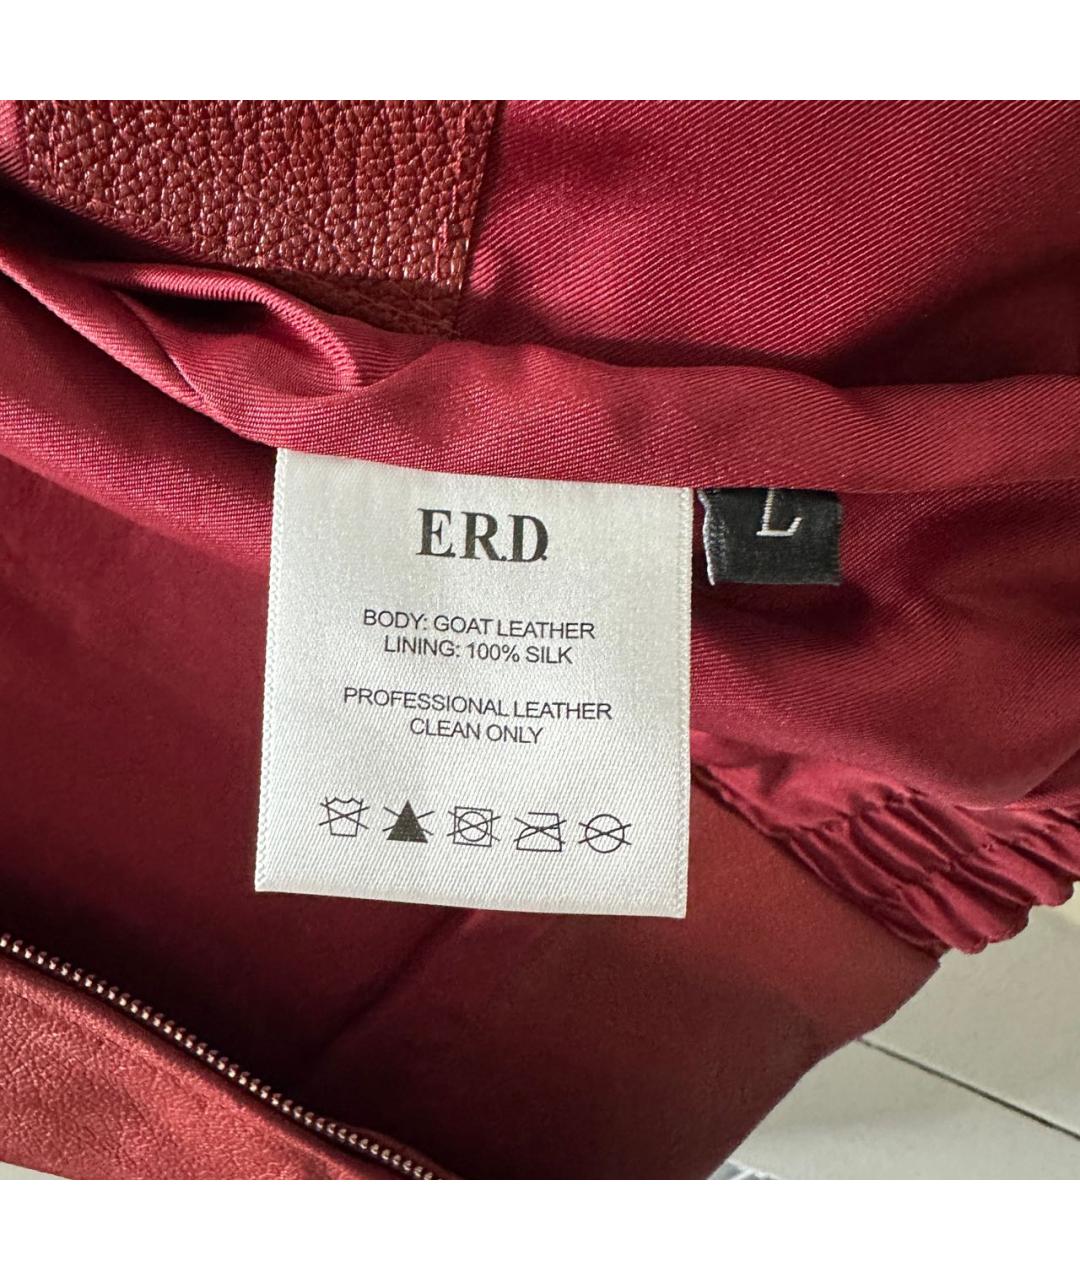 E.R.D.
L
BODY: GOAT LEATHER
LINING: 100% SILK
PROFESSIONAL LEATHER
CLEAN ONLY